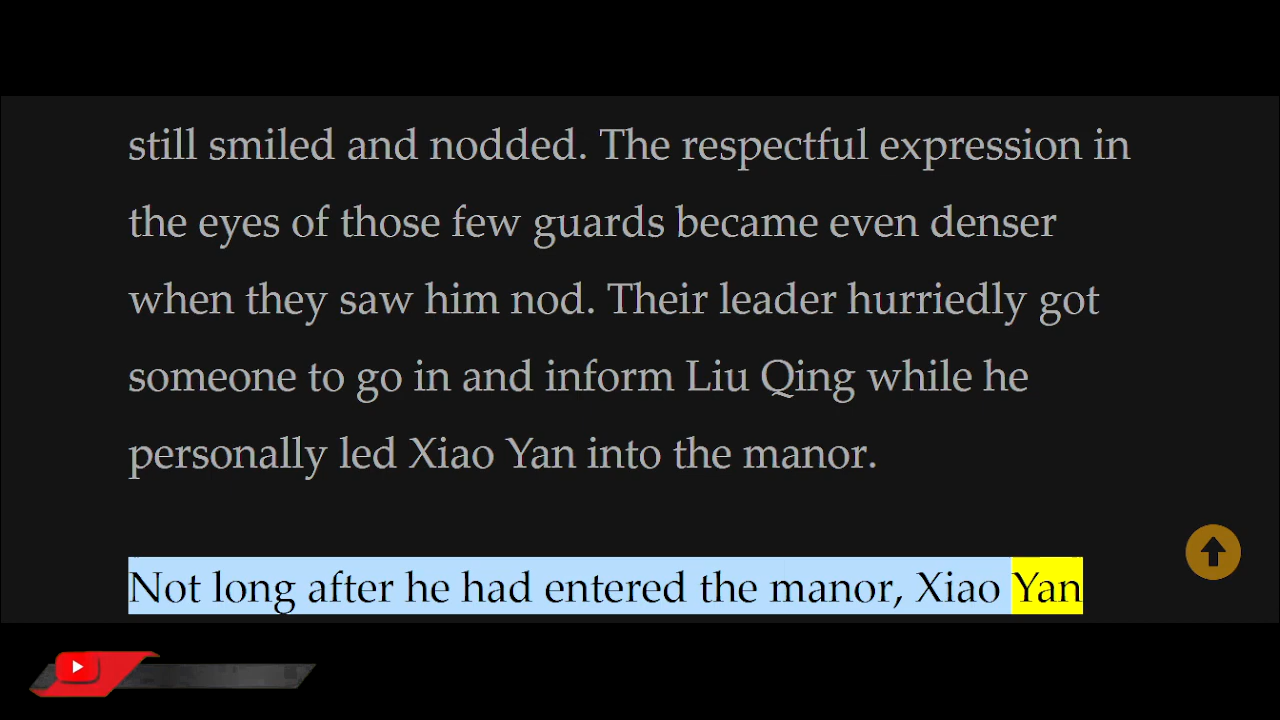 still smiled and nodded. The respectful expression in
the eyes of those few guards became even denser
when they saw him nod. Their leader hurriedly got
someone to go in and inform Liu Qing while he
personally led Xiao Yan into the manor.
Not long after he had entered the manor, Xiao Yan